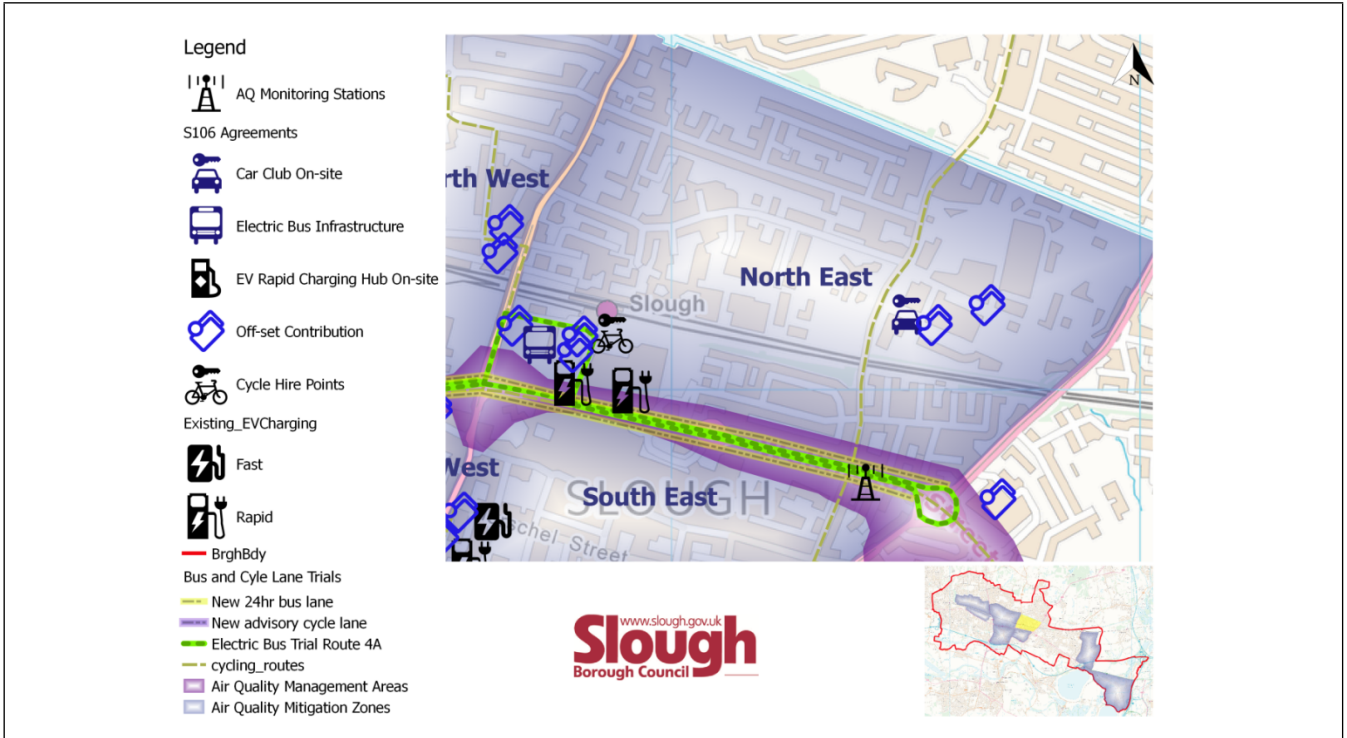 Legend
AQ Monitoring Stations
S106 Agreements
Car Club On-site
Electric Bus Infrastructure
EV Rapid Charging Hub On-site
Off-set Contribution
Cycle Hire Points
Existing_EVCharging
Fast
Rapid
BrghBdy
Bus and Cyle Lane Trials
New 24hr bus lane
New advisory cycle lane
Electric Bus Trial Route 4A
cycling_routes
Air Quality Management Areas
Air Quality Mitigation Zones
N
rth West
North East
Slough
West
South East
SLOUGH
schel Street
Street
www.slough.gov.uk
Slough
Borough Council